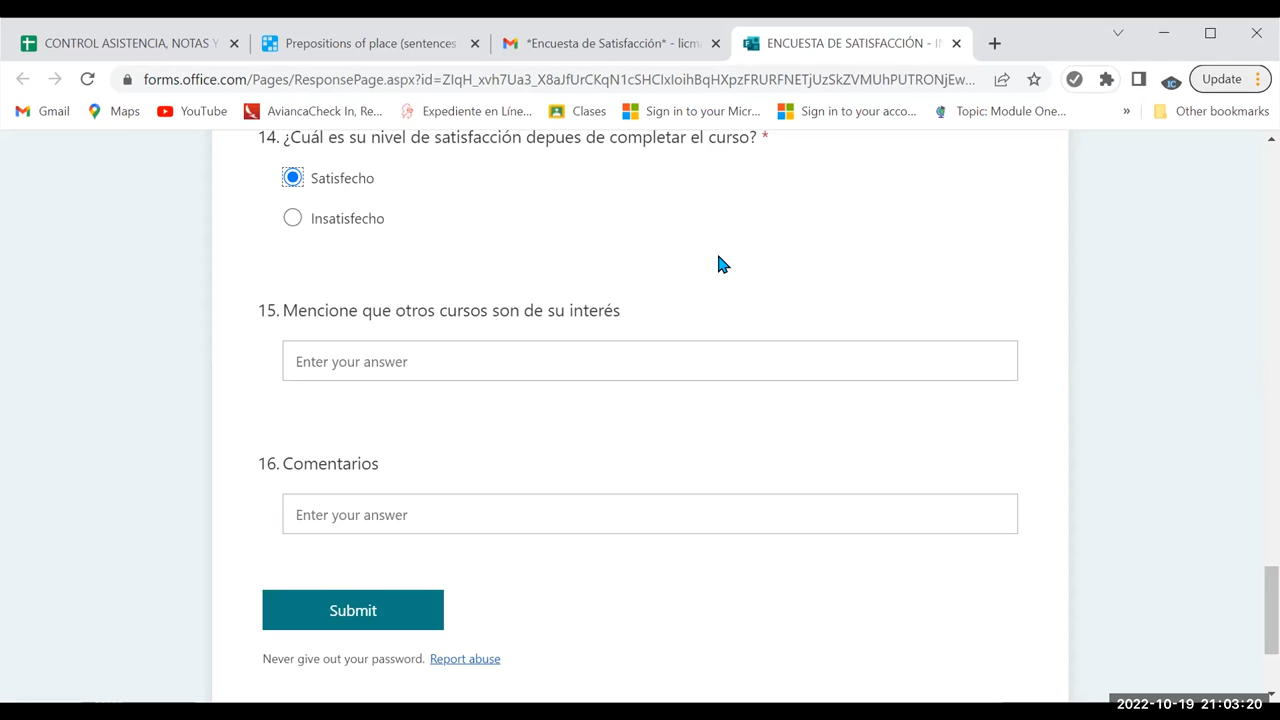 CONTROL ASISTENCIA, NOTAS Y
Prepositions of place (sentences
*Encuesta de Satisfacción* - licm
ENCUESTA DE SATISFACCIÓN - IN
forms.office.com/Pages/ResponsePage.aspx?id=ZIqH_xvh7Ua3_X8aJfUrCKqN1cSHCIxIoihBqHXpzFRURFNETjUzSkZVMUhPUTRONjEw...
IC
Update
Gmail
Maps
YouTube
AviancaCheck In, Re...
Expediente en Líne...
Clases
Sign in to your Micr...
Sign in to your acco...
Topic: Module One...
»
Other bookmarks
14. ¿Cuál es su nivel de satisfacción depues de completar el curso? *
Satisfecho
Insatisfecho
15. Mencione que otros cursos son de su interés
Enter your answer
16. Comentarios
Enter your answer
Submit
Never give out your password. Report abuse
2022-10-19 21:03:20